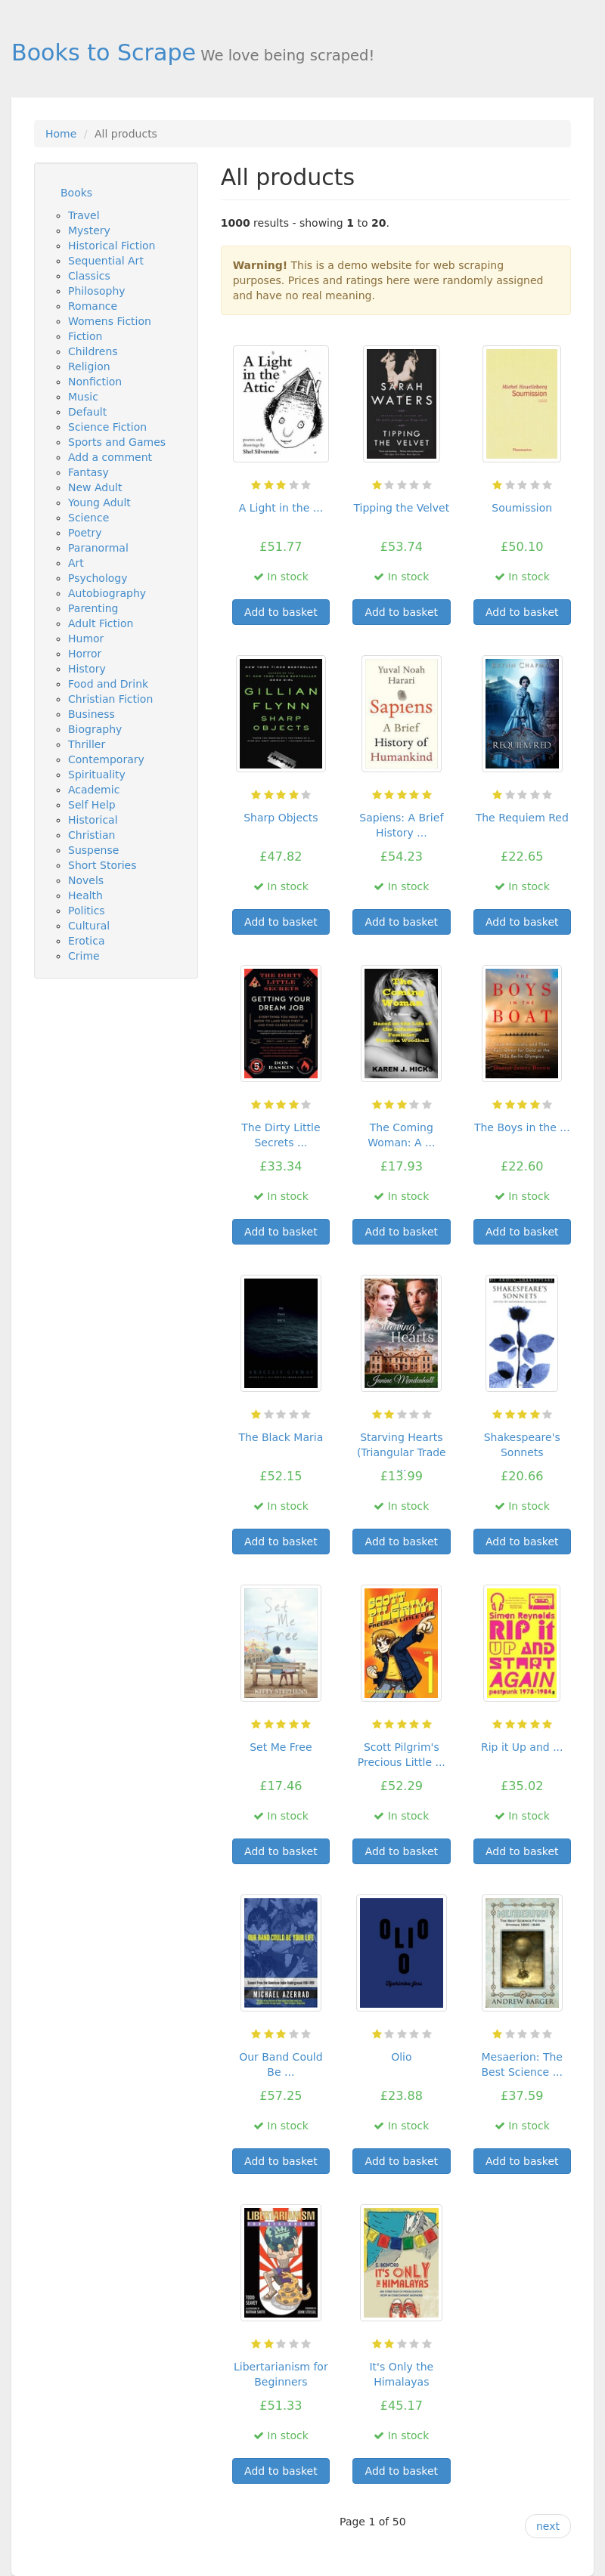 Books to Scrape We love being scraped!
Home / All products
Books
Travel
Mystery
Historical Fiction
Sequential Art
Classics
Philosophy
Romance
Womens Fiction
Fiction
Childrens
Religion
Nonfiction
Music
Default
Science Fiction
Sports and Games
Add a comment
Fantasy
New Adult
Young Adult
Science
Poetry
Paranormal
Art
Psychology
Autobiography
Parenting
Adult Fiction
Humor
Horror
History
Food and Drink
Christian Fiction
Business
Biography
Thriller
Contemporary
Spirituality
Academic
Self Help
Historical
Christian
Suspense
Short Stories
Novels
Health
Politics
Cultural
Erotica
Crime
All products
1000 results - showing 1 to 20.
Warning! This is a demo website for web scraping
purposes. Prices and ratings here were randomly assigned
and have no real meaning.
A Light
in the
Attic
poems and
drawings by
Shel Silverstein
A Light in the ...
£51.77
In stock
Add to basket
SARAH
WATERS
TIPPING
THE VELVET
Tipping the Velvet
£53.74
In stock
Add to basket
Michel Houellebecq
Soumission
Soumission
£50.10
In stock
Add to basket
GILLIAN
FLYNN
SHARP
OBJECTS
Sharp Objects
£47.82
In stock
Add to basket
Yuval Noah
Harari
Sapiens
A Brief
History of
Humankind
Sapiens: A Brief
History ...
£54.23
In stock
Add to basket
REQUIEM RED
The Requiem Red
£22.65
In stock
Add to basket
THE DIRTY
LITTLE
SECRETS
GETTING YOUR
DREAM JOB
DON
RASKIN
The Dirty Little
Secrets ...
£33.34
In stock
Add to basket
The
Coming
Woman
KAREN J. HICKS
The Coming
Woman: A ...
£17.93
In stock
Add to basket
THE
BOYS
IN THE
BOAT
The Boys in the ...
£22.60
In stock
Add to basket
The Black Maria
£52.15
In stock
Add to basket
Starving
Hearts
Janine Mendenhall
Starving Hearts
(Triangular Trade
£13.99
In stock
Add to basket
SHAKESPEARE'S
SONNETS
Shakespeare's
Sonnets
£20.66
In stock
Add to basket
Set
Me
Free
KITTY STEPHENS
Set Me Free
£17.46
In stock
Add to basket
SCOTT
PILGRIM'S
PRECIOUS LITTLE LIFE
1
Scott Pilgrim's
Precious Little ...
£52.29
In stock
Add to basket
Simon Reynolds
RIP it
UP AND
START
AGAIN
postpunk 1978-1984
Rip it Up and ...
£35.02
In stock
Add to basket
OUR BAND COULD BE YOUR LIFE
MICHAEL AZERRAD
Our Band Could
Be ...
£57.25
In stock
Add to basket
OLIO
Olio
£23.88
In stock
Add to basket
MESAERION
ANDREW BARGER
Mesaerion: The
Best Science ...
£37.59
In stock
Add to basket
LIBERTARIANISM
FOR BEGINNERS
Libertarianism for
Beginners
£51.33
In stock
Add to basket
IT'S ONLY
THE
HIMALAYAS
It's Only the
Himalayas
£45.17
In stock
Add to basket
Page 1 of 50
next